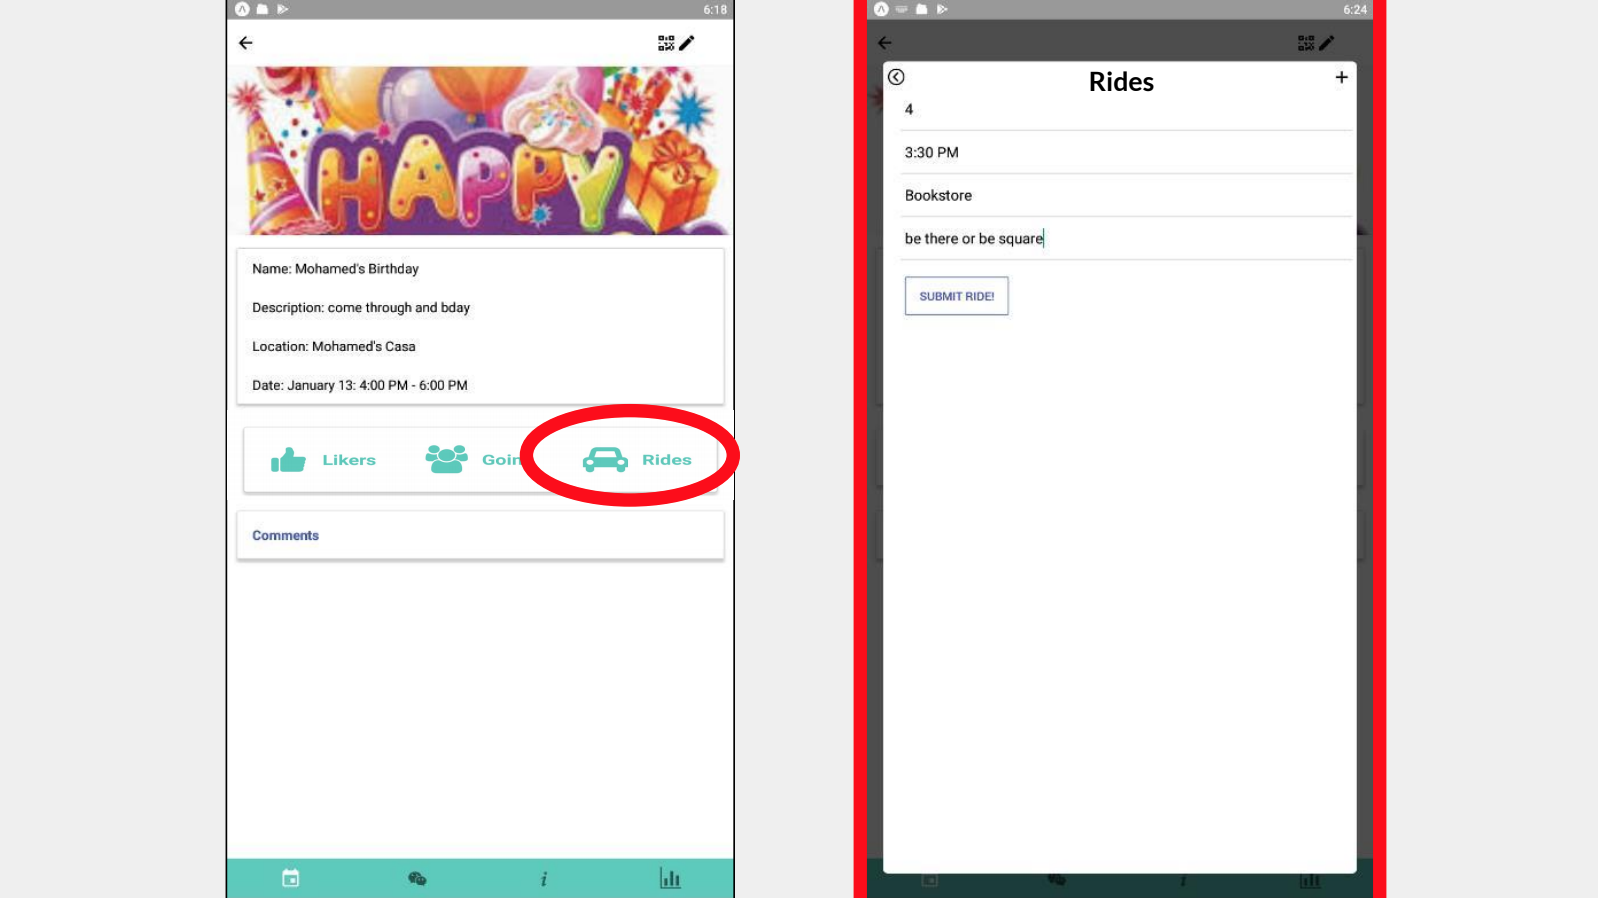 6:18
HAPPY
Name: Mohamed's Birthday
Description: come through and bday
Location: Mohamed's Casa
Date: January 13: 4:00 PM - 6:00 PM
Likers
Goin
Rides
Comments
i
6:24
Rides
4
3:30 PM
Bookstore
be there or be square
SUBMIT RIDE!